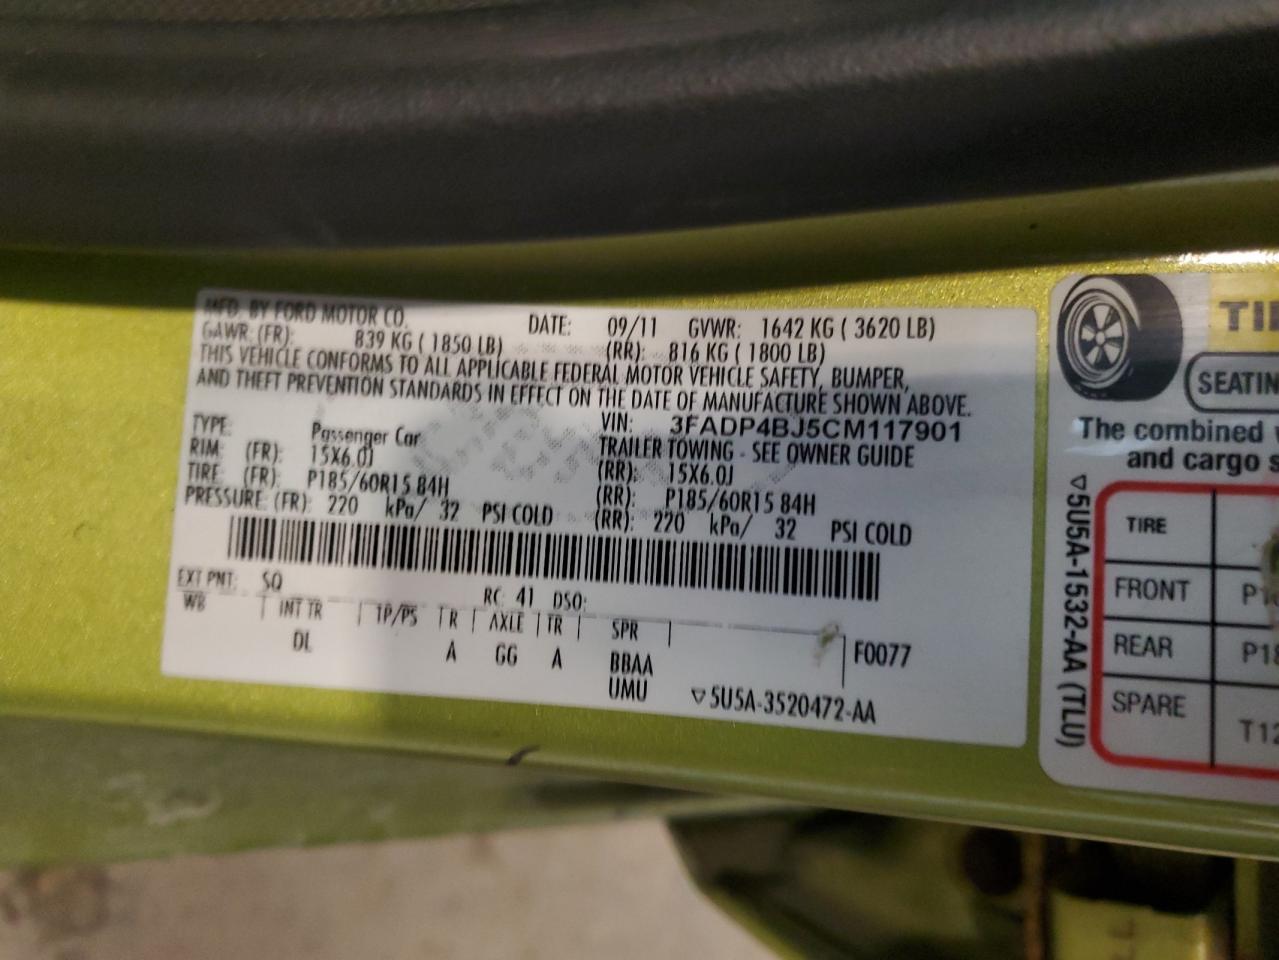 MFD. BY FORD MOTOR CO.
DATE: 09/11 GVWR: 1642 KG ( 3620 LB)
GAWR: (FR): 839 KG ( 1850 LB) (RR): 816 KG ( 1800 LB)
THIS VEHICLE CONFORMS TO ALL APPLICABLE FEDERAL MOTOR VEHICLE SAFETY, BUMPER,
AND THEFT PREVENTION STANDARDS IN EFFECT ON THE DATE OF MANUFACTURE SHOWN ABOVE.
VIN: 3FADP4BJ5CM117901
TYPE: Passenger Car TRAILER TOWING - SEE OWNER GUIDE
RIM: (FR): 15X6.0J (RR): 15X6.0J
TIRE: (FR): P185/60R15 84H (RR): P185/60R15 84H
PRESSURE: (FR): 220 kPa/ 32 PSI COLD (RR): 220 kPa/ 32 PSI COLD
EXT PNT: SQ RC: 41 DSO:
WB INT TR TP/PS R AXLE TR SPR
DL A GG A BBAA F0077
UMU ▽5U5A-3520472-AA
TI
SEATIN
The combined
and cargo s
▽5U5A-1532-AA (TLU)
TIRE
FRONT P1
REAR P18
SPARE T12